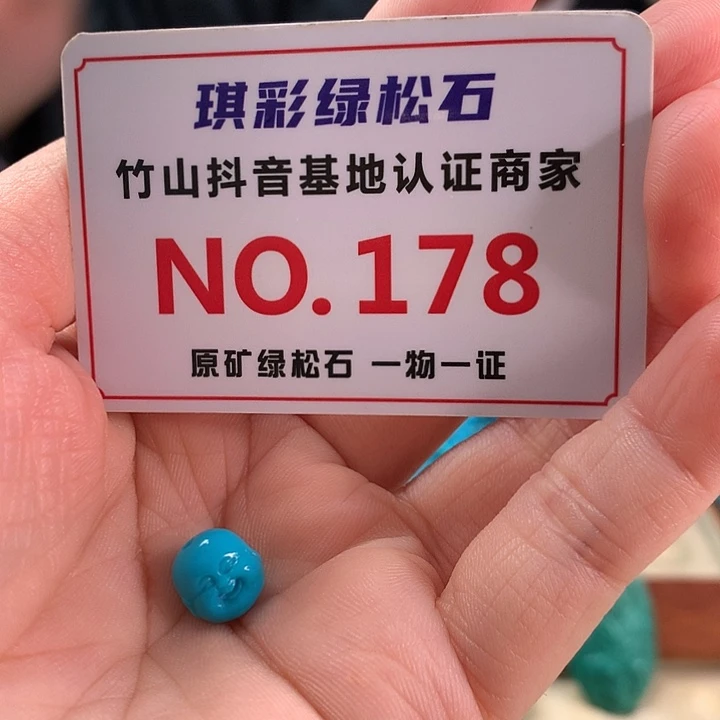 琪彩绿松石
竹山抖音基地认证商家
NO.178
原矿绿松石 一物一证